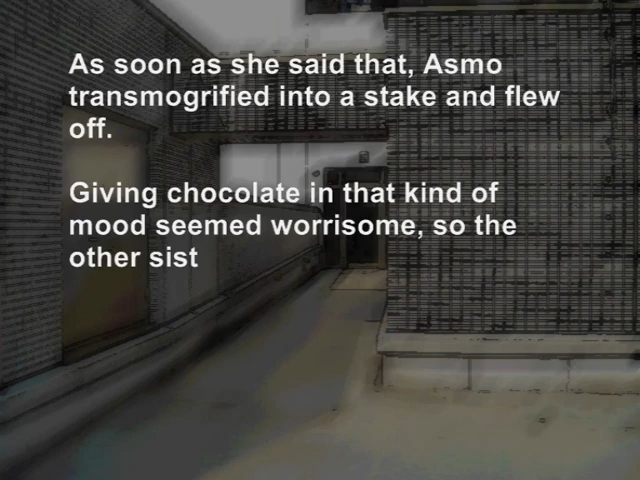 As soon as she said that, Asmo
transmogrified into a stake and flew
off.
Giving chocolate in that kind of
mood seemed worrisome, so the
other sist